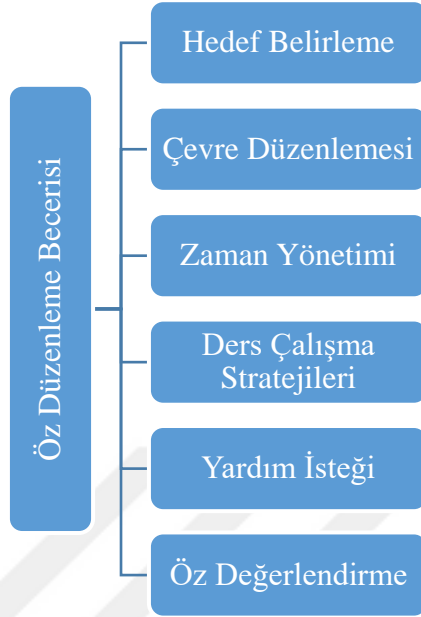 Öz Düzenleme Becerisi
Hedef Belirleme
Çevre Düzenlemesi
Zaman Yönetimi
Ders Çalışma
Stratejileri
Yardım İsteği
Öz Değerlendirme